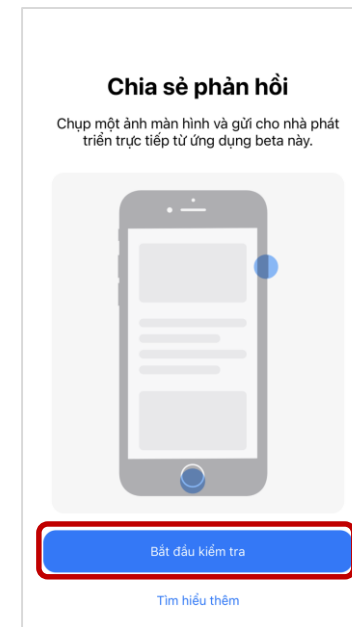 Chia sẻ phản hồi
Chụp một ảnh màn hình và gửi cho nhà phát
triển trực tiếp từ ứng dụng beta này.
Bắt đầu kiểm tra
Tìm hiểu thêm